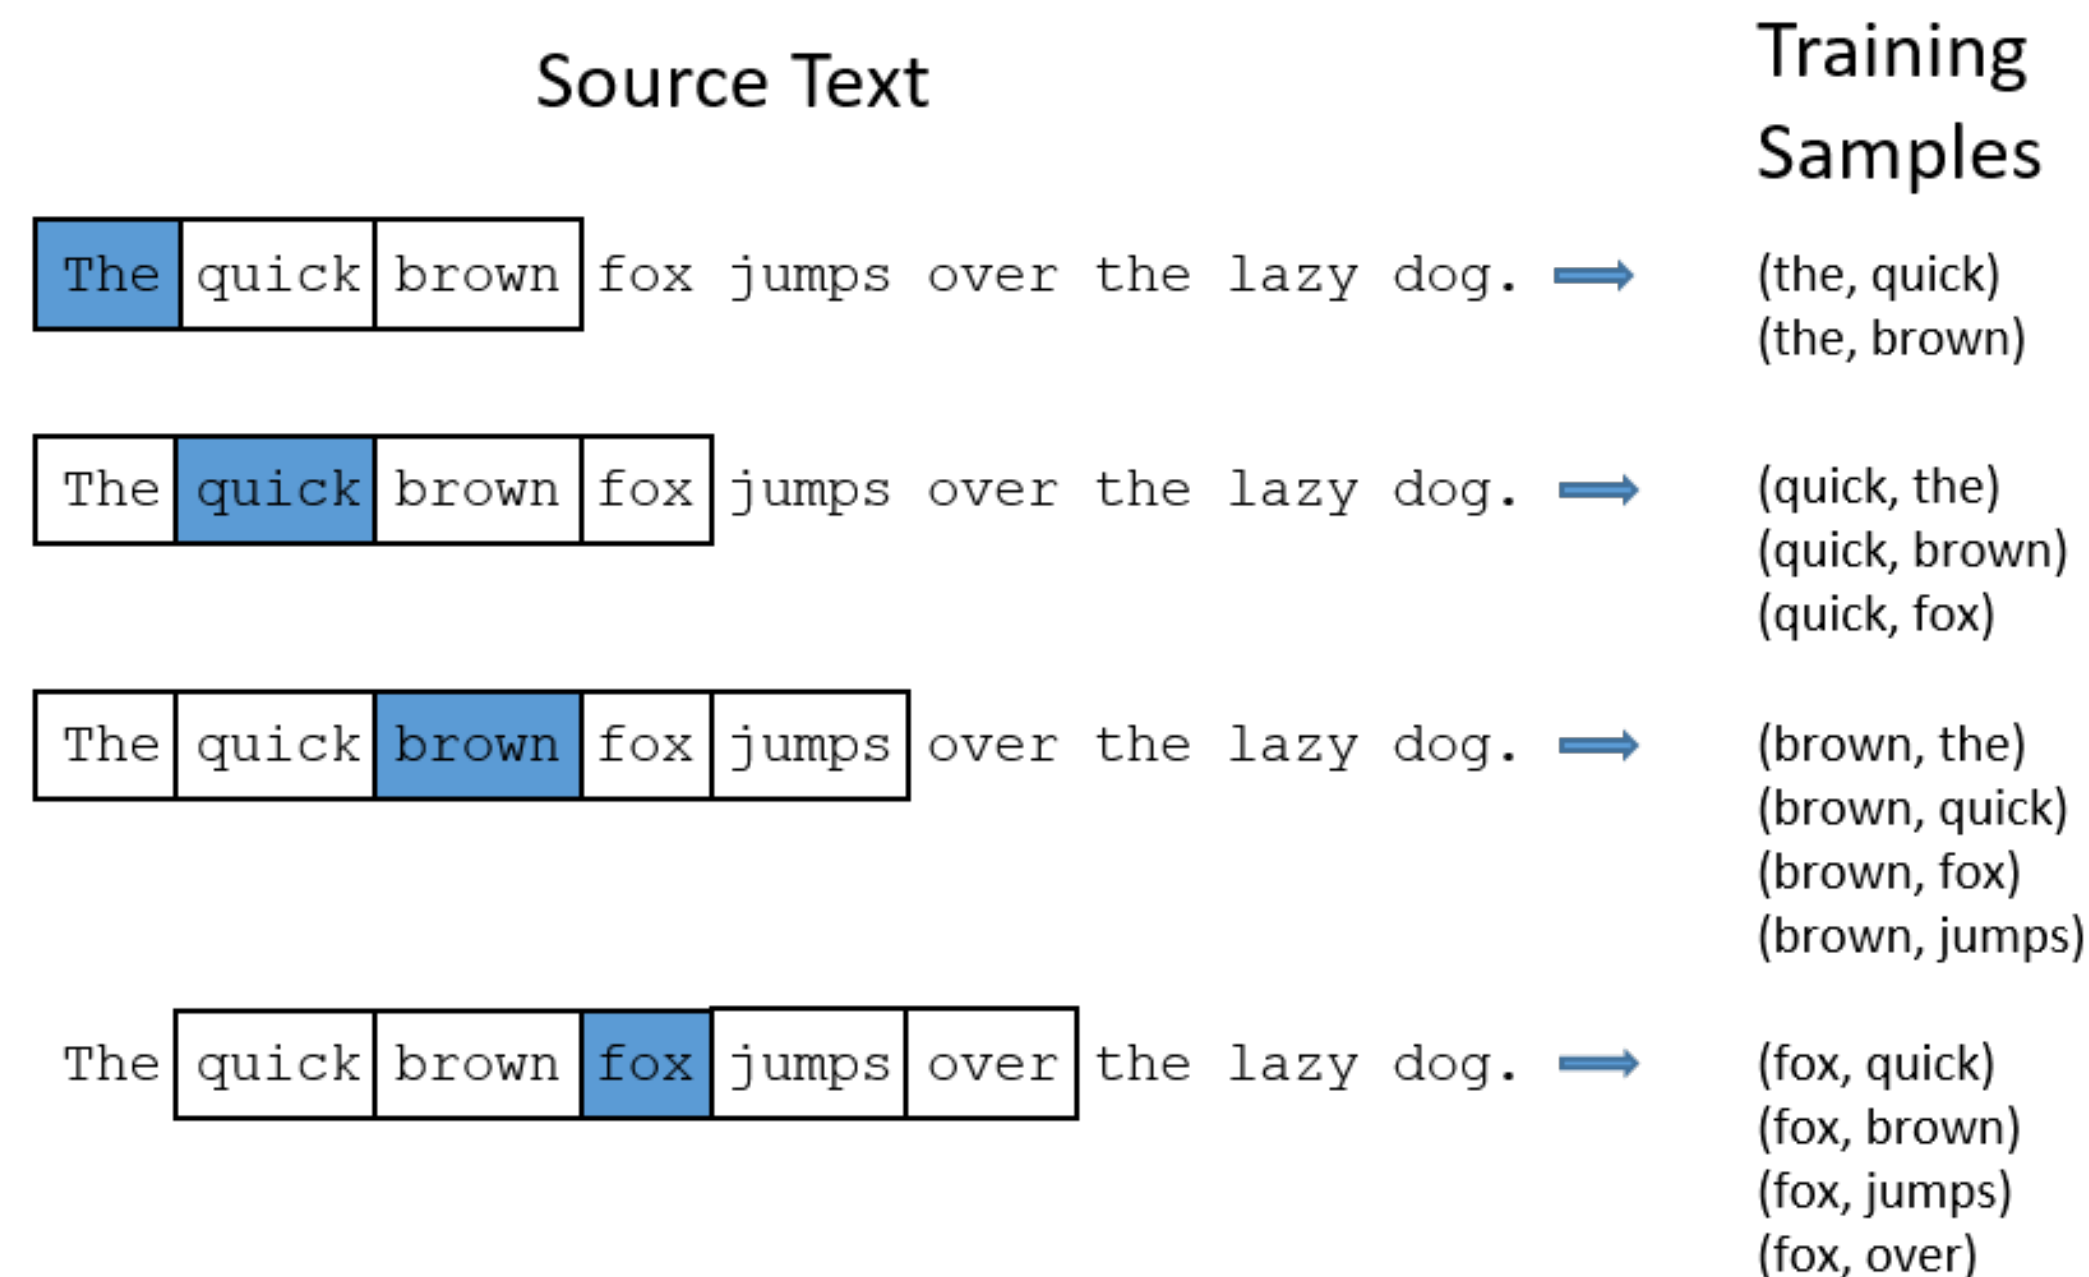 Source Text
Training
Samples
The quick brown fox jumps over the lazy dog.
(the, quick)
(the, brown)
The quick brown fox jumps over the lazy dog.
(quick, the)
(quick, brown)
(quick, fox)
The quick brown fox jumps over the lazy dog.
(brown, the)
(brown, quick)
(brown, fox)
(brown, jumps)
The quick brown fox jumps over the lazy dog.
(fox, quick)
(fox, brown)
(fox, jumps)
(fox, over)